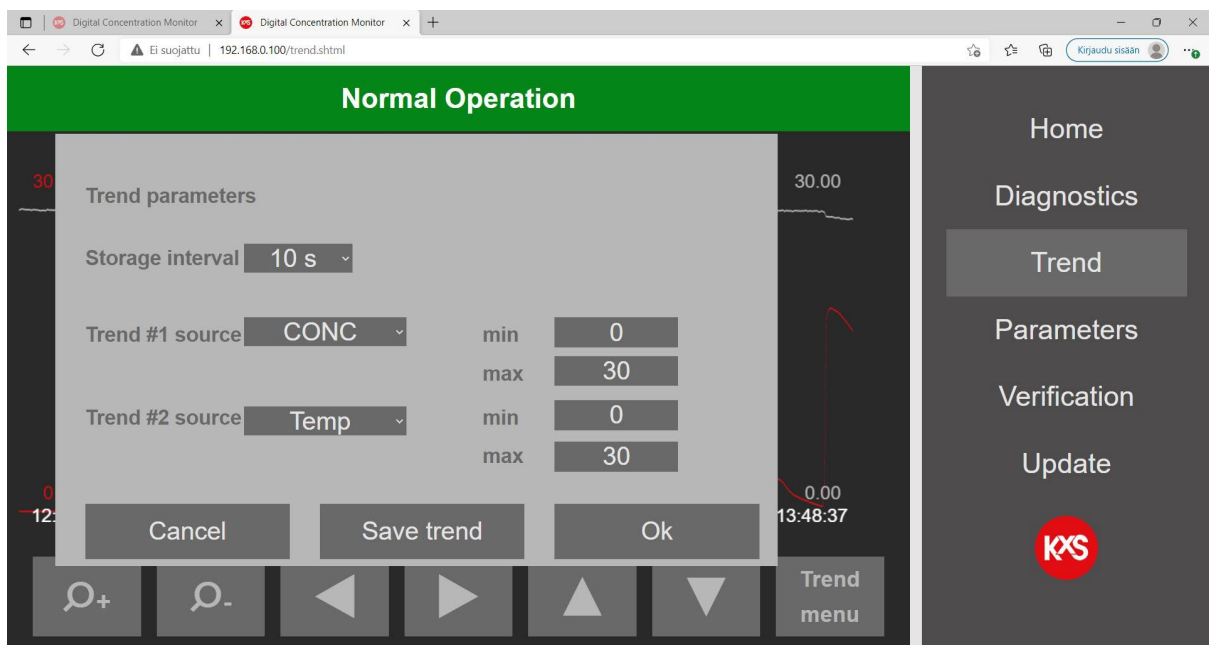 Digital Concentration Monitor
Digital Concentration Monitor
Ei suojattu | 192.168.0.100/trend.shtml
Kirjaudu sisään
Normal Operation
30
30.00
Trend parameters
Storage interval 10 s
Trend #1 source CONC min 0
max 30
Trend #2 source Temp min 0
max 30
0
0.00
12:
13:48:37
Cancel Save trend Ok
+
-
Trend
menu
Home
Diagnostics
Trend
Parameters
Verification
Update
KXS